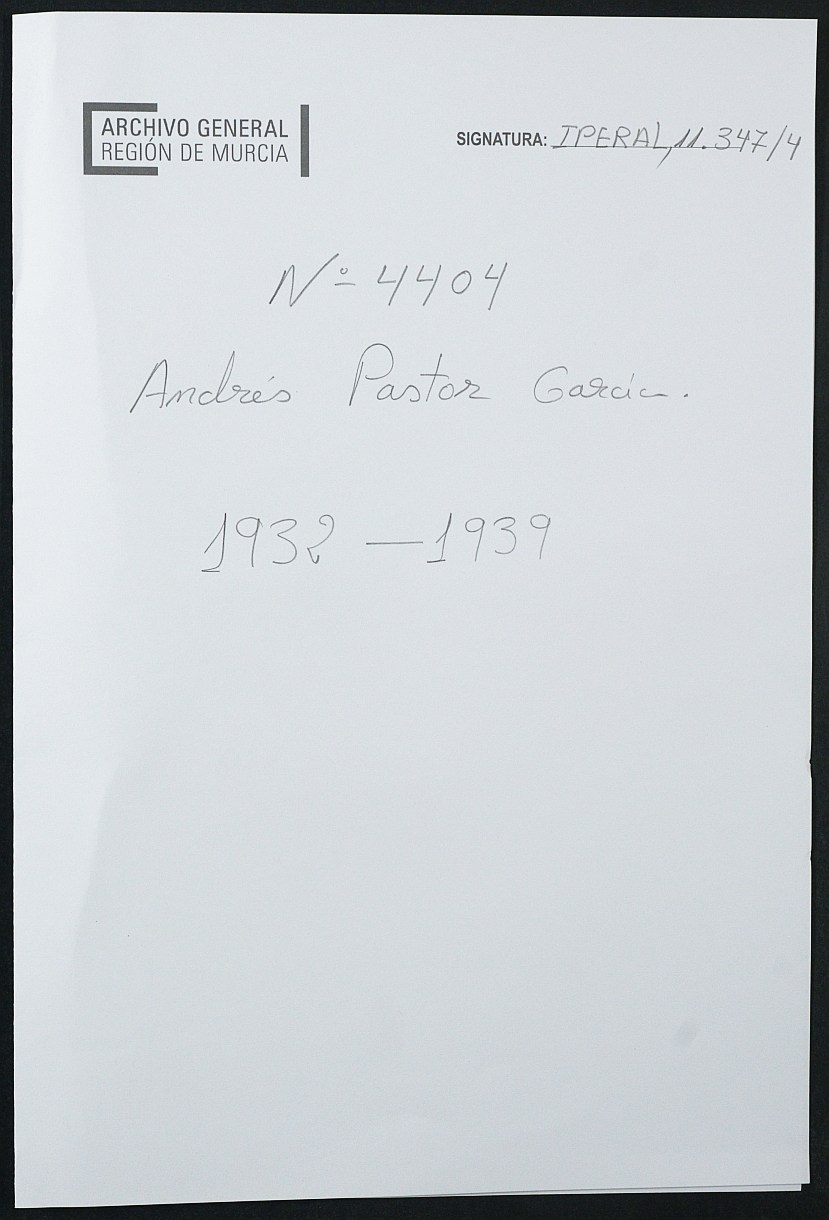 ARCHIVO GENERAL
REGIÓN DE MURCIA
SIGNATURA: IPERAL, 11.347/4
Nº 4404
Andrés Pastor García.
1932 — 1939